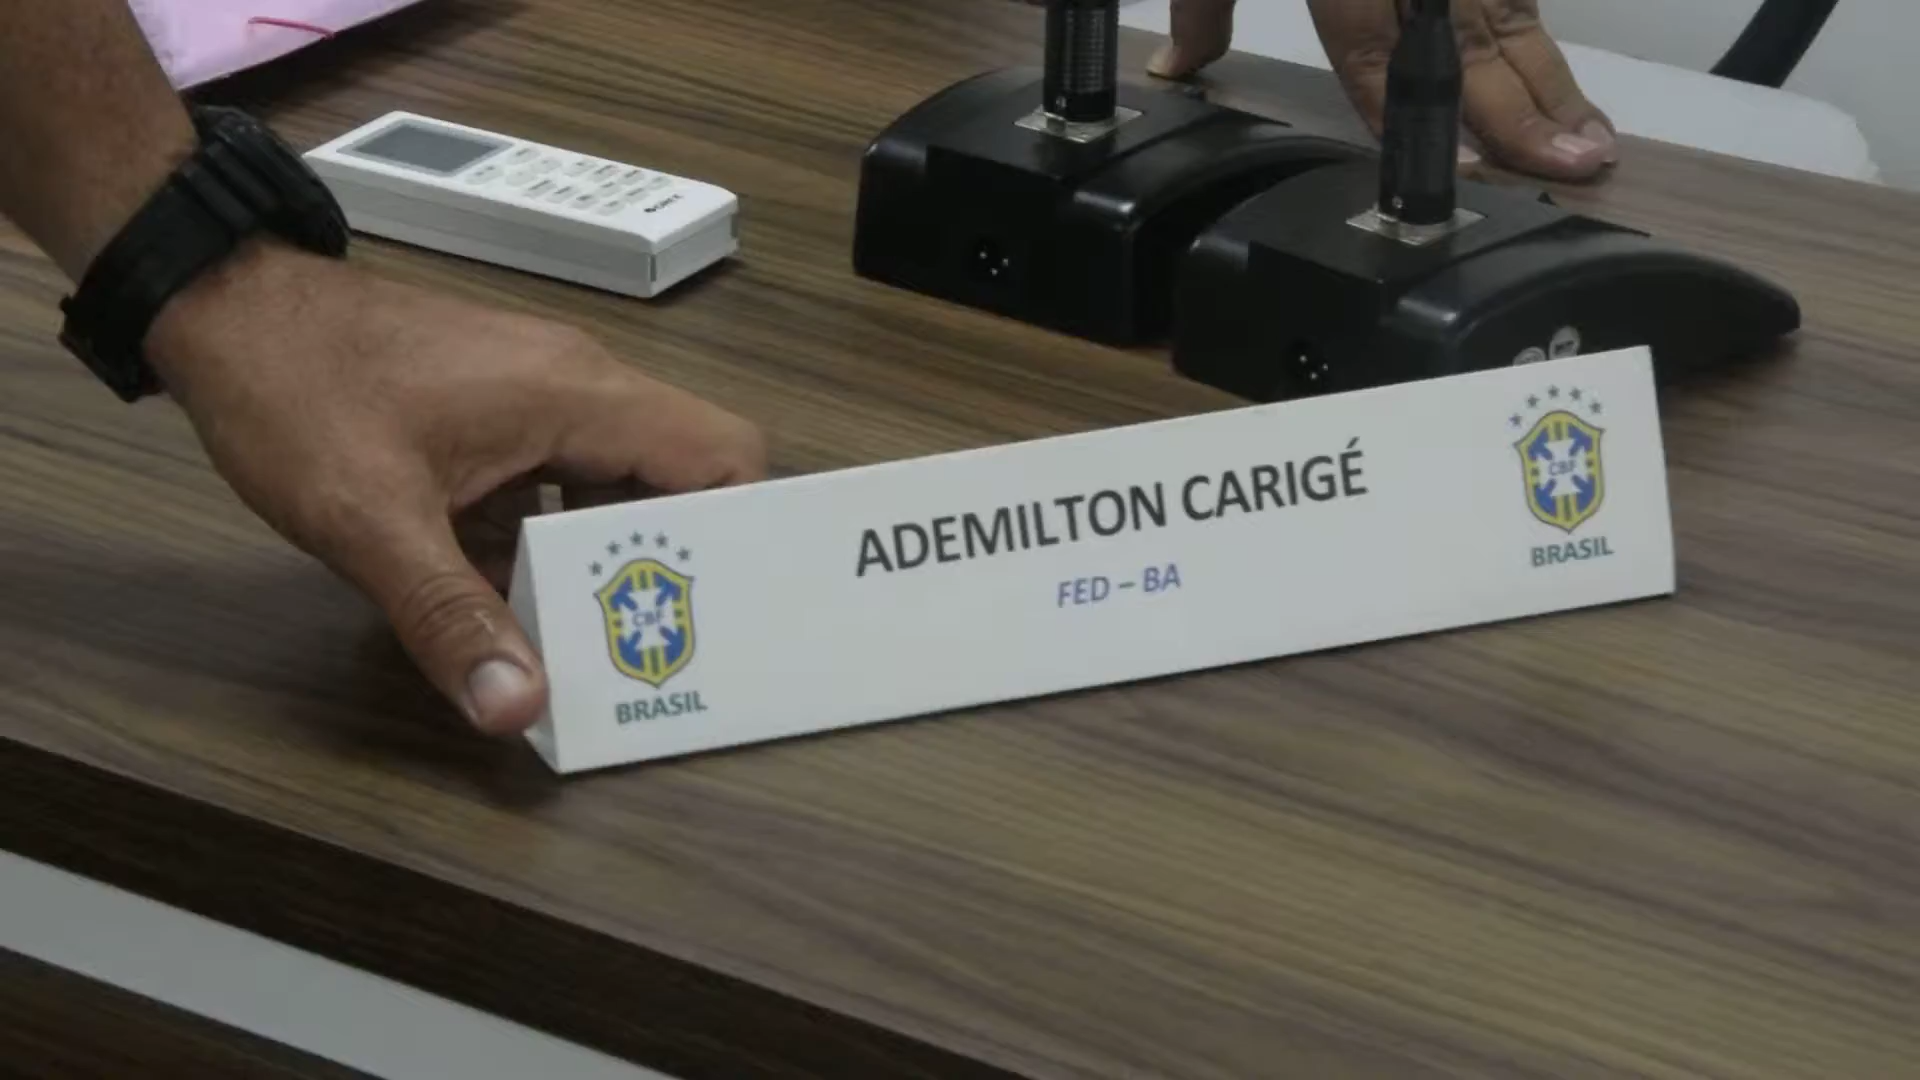 ADEMILTON CARIGÉ
FED – BA
CBF
BRASIL
CBF
BRASIL